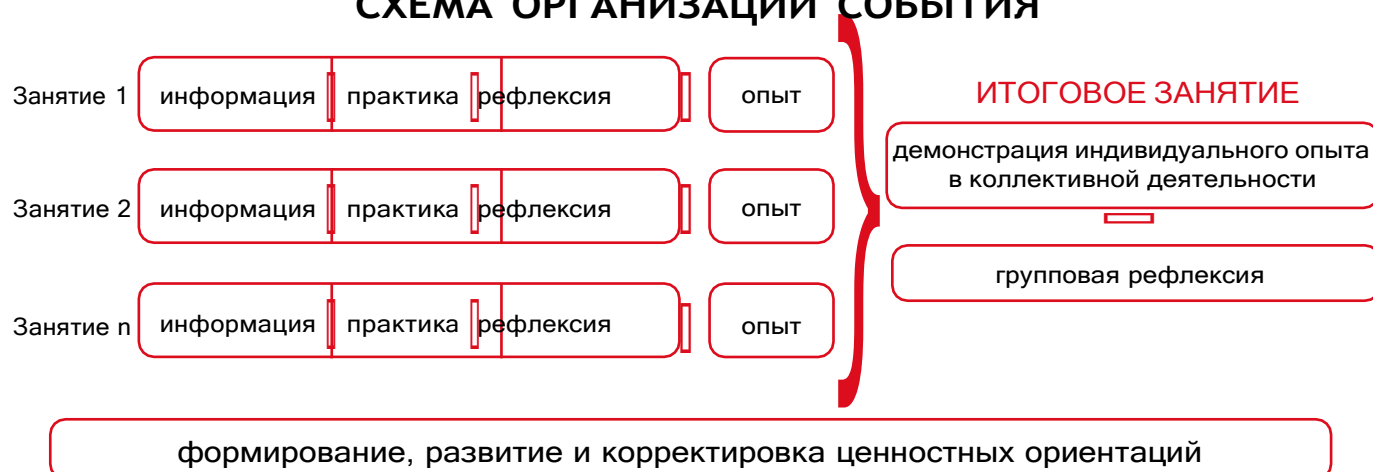 СХЕМА ОРГАНИЗАЦИИ СОБЫТИЯ
Занятие 1 информация практика рефлексия опыт
ИТОГОВОЕ ЗАНЯТИЕ
демонстрация индивидуального опыта
в коллективной деятельности
Занятие 2 информация практика рефлексия опыт
групповая рефлексия
Занятие n информация практика рефлексия опыт
формирование, развитие и корректировка ценностных ориентаций